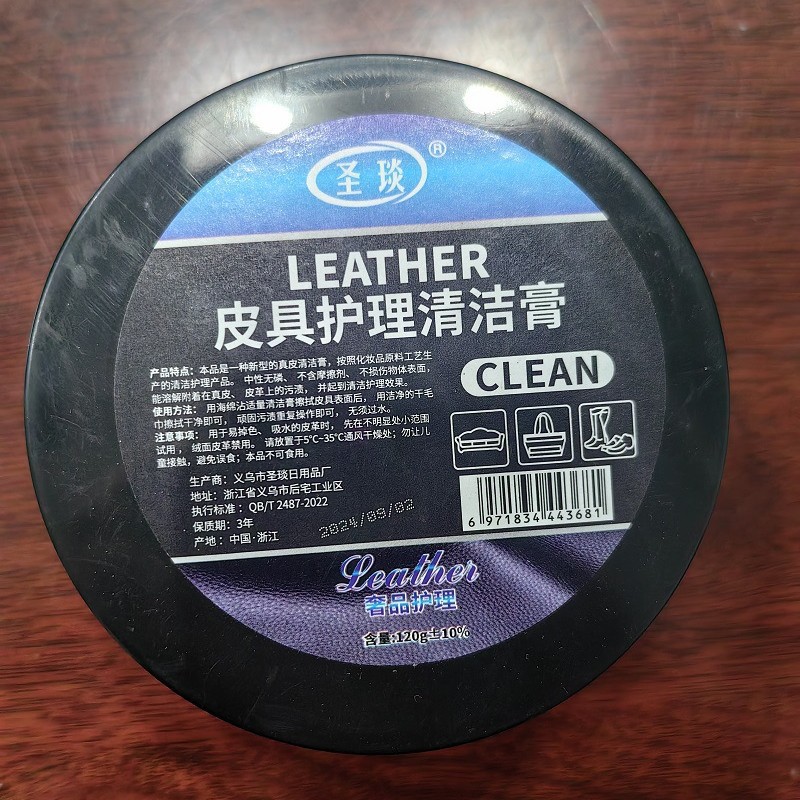 圣琰®
LEATHER
皮具护理清洁膏
CLEAN
产品特点：本品是一种新型的真皮清洁膏，按照化妆品原料工艺生
产的清洁护理产品。中性无磷、不含摩擦剂、不损伤物体表面，
能溶解附着在真皮、皮革上的污渍，并起到清洁护理效果。
使用方法：用海绵沾适量清洁膏擦拭皮具表面后，用洁净的干毛
巾擦拭干净即可，顽固污渍重复操作即可，无须过水。
注意事项：用于易掉色、吸水的皮革时，先在不明显处小范围
试用，绒面皮革禁用。请放置于5℃-35℃通风干燥处；勿让儿
童接触，避免误食；本品不可食用。
生产商：义乌市圣琰日用品厂
地址：浙江省义乌市后宅工业区
执行标准：QB/T 2487-2022
保质期：3年
产地：中国·浙江
2024/09/02
6 971834 443681
Leather
奢品护理
含量:120g±10%